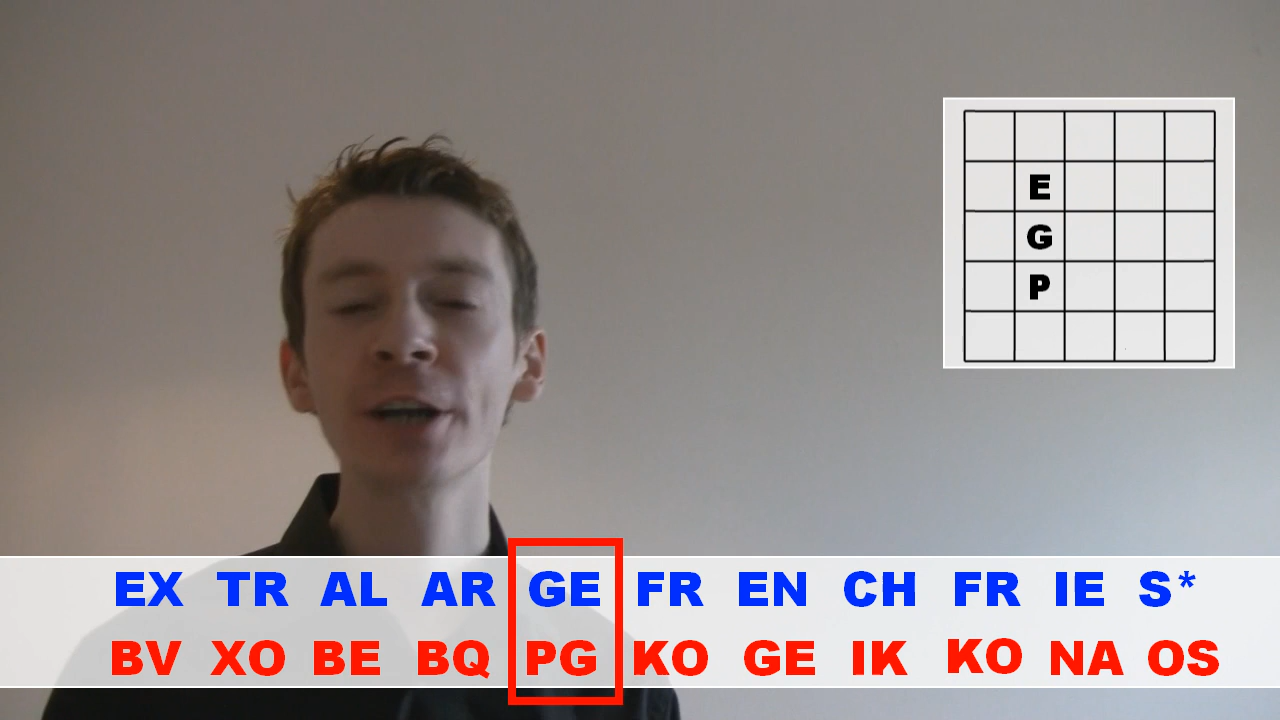 E
G
P
EX TR AL AR GE FR EN CH FR IE S*
BV XO BE BQ PG KO GE IK KO NA OS